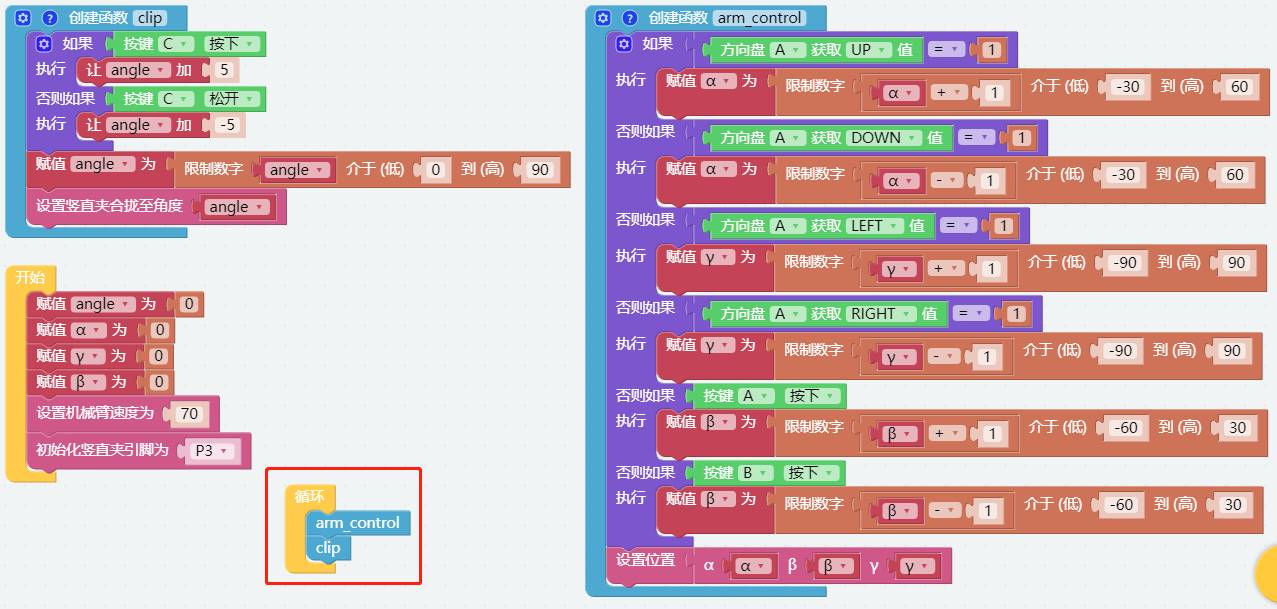 创建函数 clip
如果 按键 C 按下
执行 让 angle 加 5
否则如果 按键 C 松开
执行 让 angle 加 -5
赋值 angle 为 限制数字 angle 介于 (低) 0 到 (高) 90
设置竖直夹合拢至角度 angle
开始
赋值 angle 为 0
赋值 α 为 0
赋值 γ 为 0
赋值 β 为 0
设置机械臂速度为 70
初始化竖直夹引脚为 P3
循环
arm_control
clip
创建函数 arm_control
如果 方向盘 A 获取 UP 值 = 1
执行 赋值 α 为 限制数字 α + 1 介于 (低) -30 到 (高) 60
否则如果 方向盘 A 获取 DOWN 值 = 1
执行 赋值 α 为 限制数字 α - 1 介于 (低) -30 到 (高) 60
否则如果 方向盘 A 获取 LEFT 值 = 1
执行 赋值 γ 为 限制数字 γ + 1 介于 (低) -90 到 (高) 90
否则如果 方向盘 A 获取 RIGHT 值 = 1
执行 赋值 γ 为 限制数字 γ - 1 介于 (低) -90 到 (高) 90
否则如果 按键 A 按下
执行 赋值 β 为 限制数字 β + 1 介于 (低) -60 到 (高) 30
否则如果 按键 B 按下
执行 赋值 β 为 限制数字 β - 1 介于 (低) -60 到 (高) 30
设置位置 α α β β γ γ